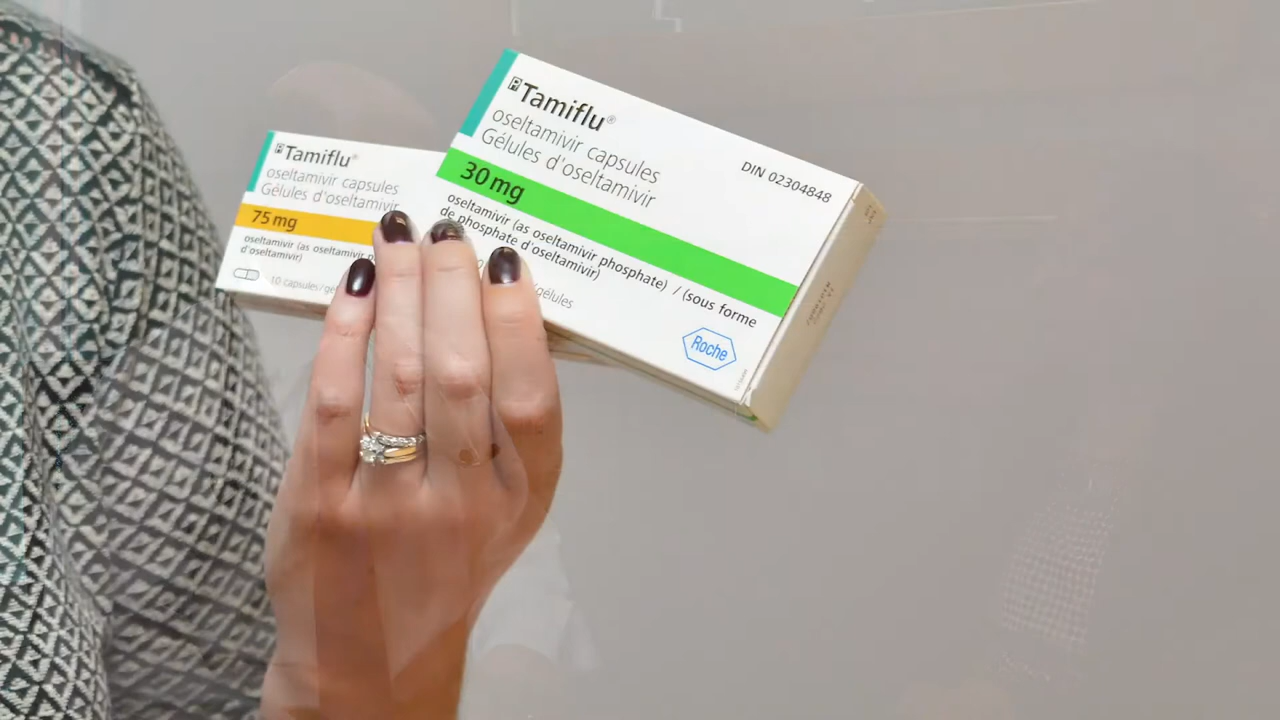 Tamiflu®
oseltamivir capsules
Gélules d'oseltamivir
75 mg
oseltamivir (as oseltamivir
d'oseltamivir)
10 capsules/
Tamiflu®
oseltamivir capsules
Gélules d'oseltamivir
DIN 02304848
30 mg
oseltamivir (as oseltamivir phosphate) / (sous forme
de phosphate d'oseltamivir)
/gélules
Roche